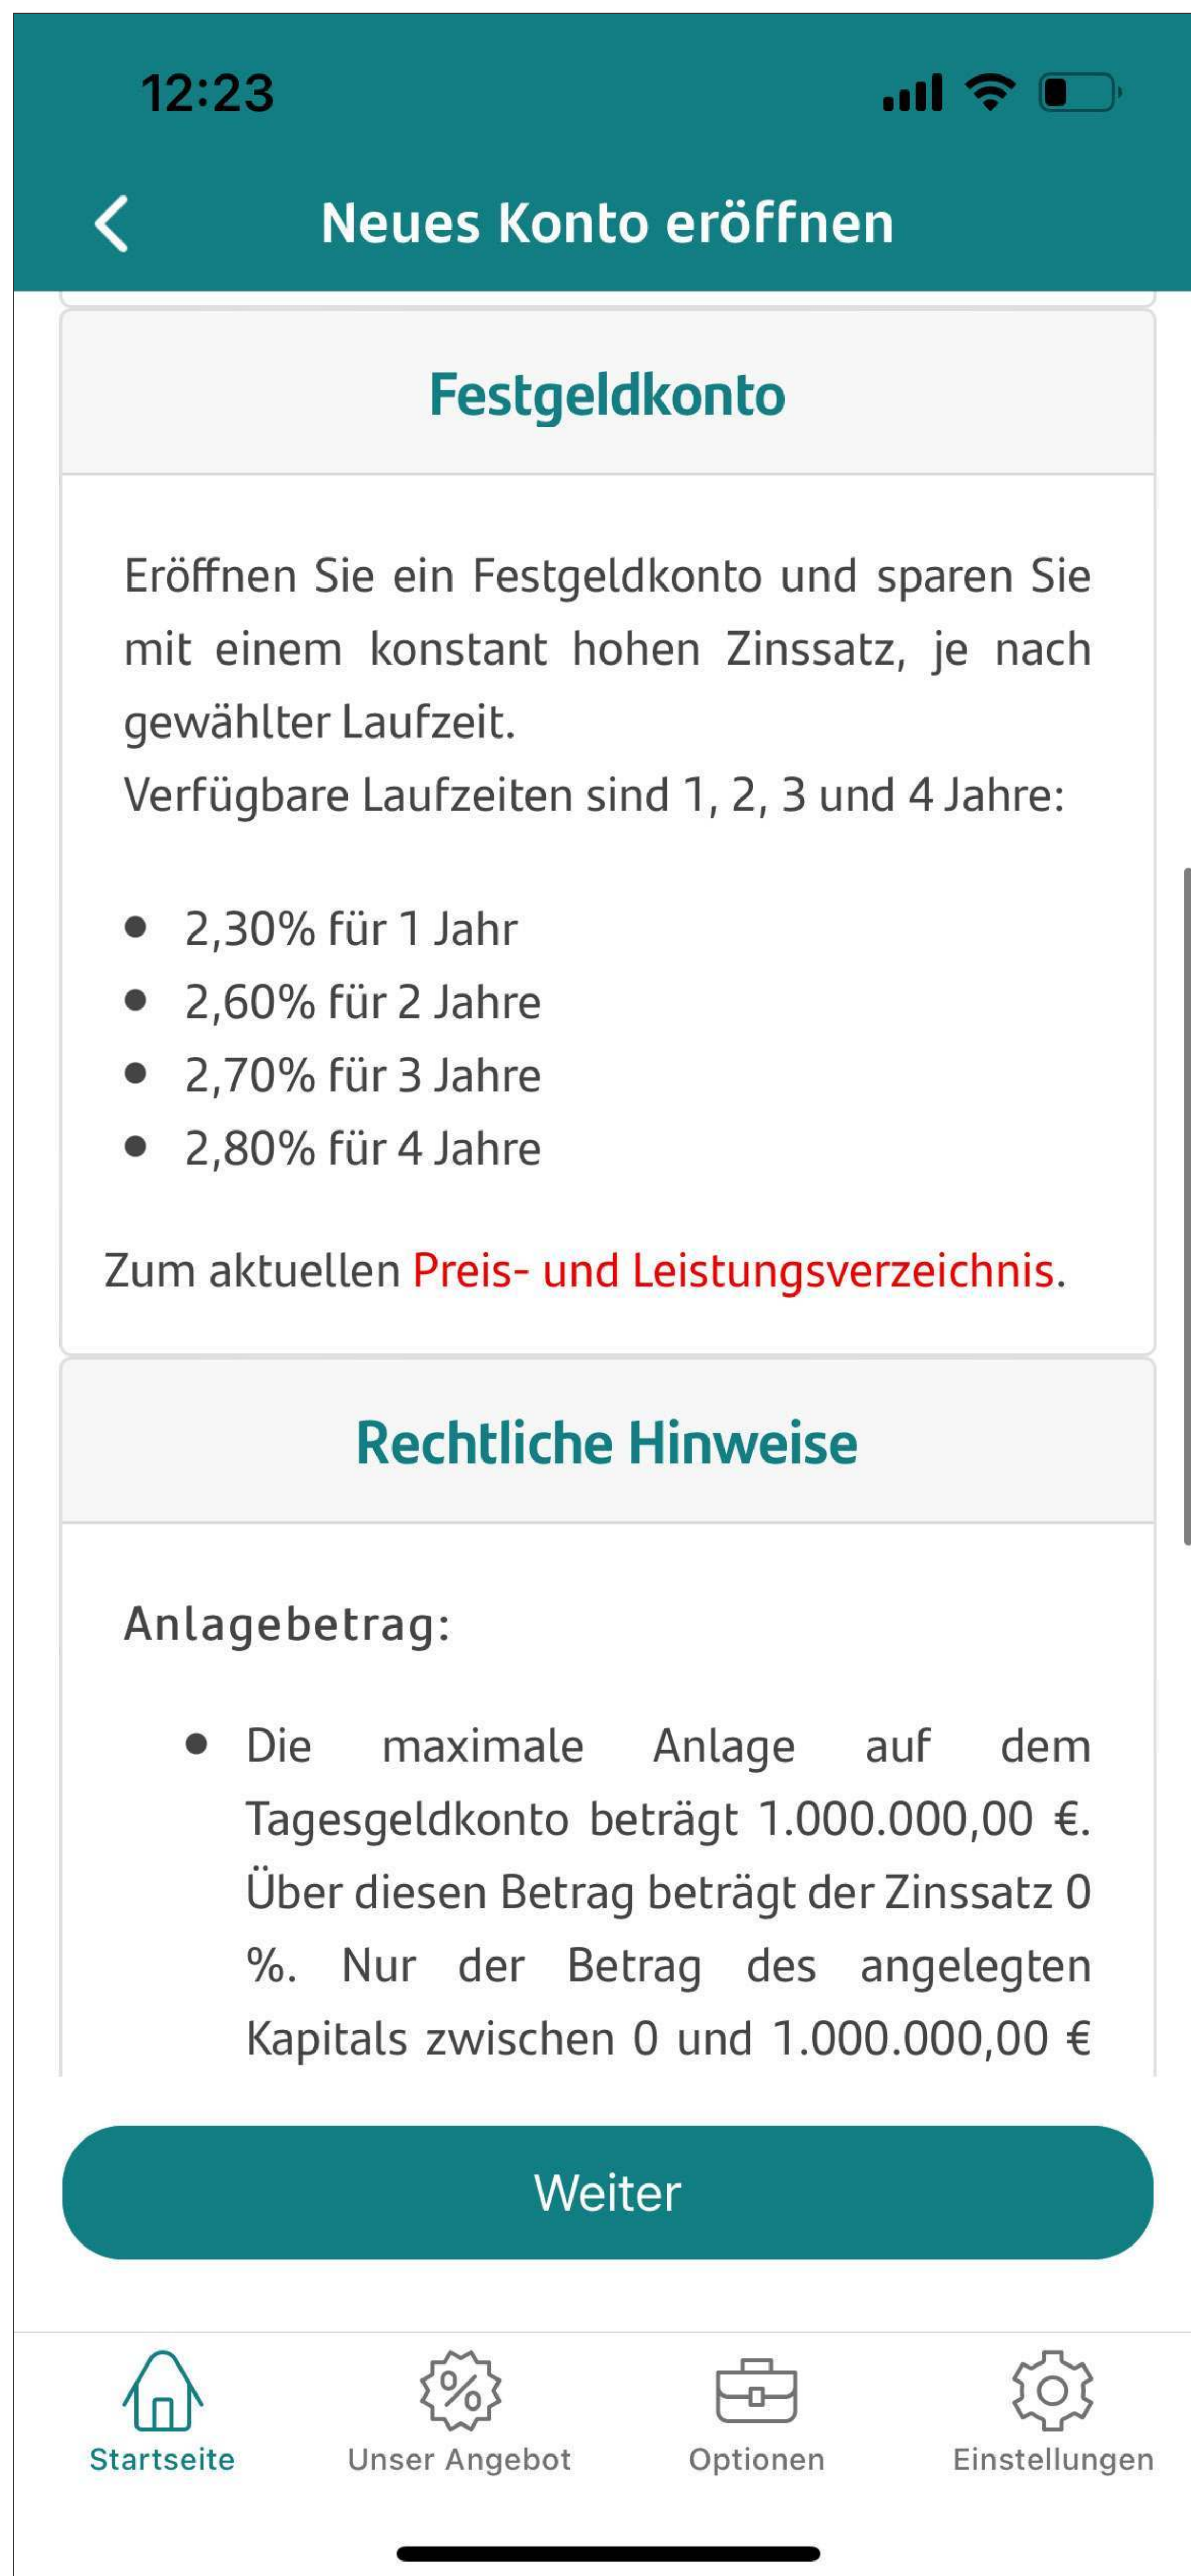 12:23
Neues Konto eröffnen
Festgeldkonto
Eröffnen Sie ein Festgeldkonto und sparen Sie
mit einem konstant hohen Zinssatz, je nach
gewählter Laufzeit.
Verfügbare Laufzeiten sind 1, 2, 3 und 4 Jahre:
• 2,30% für 1 Jahr
• 2,60% für 2 Jahre
• 2,70% für 3 Jahre
• 2,80% für 4 Jahre
Zum aktuellen Preis- und Leistungsverzeichnis.
Rechtliche Hinweise
Anlagebetrag:
• Die maximale Anlage auf dem
Tagesgeldkonto beträgt 1.000.000,00 €.
Über diesen Betrag beträgt der Zinssatz 0
%. Nur der Betrag des angelegten
Kapitals zwischen 0 und 1.000.000,00 €
Weiter
Startseite Unser Angebot Optionen Einstellungen